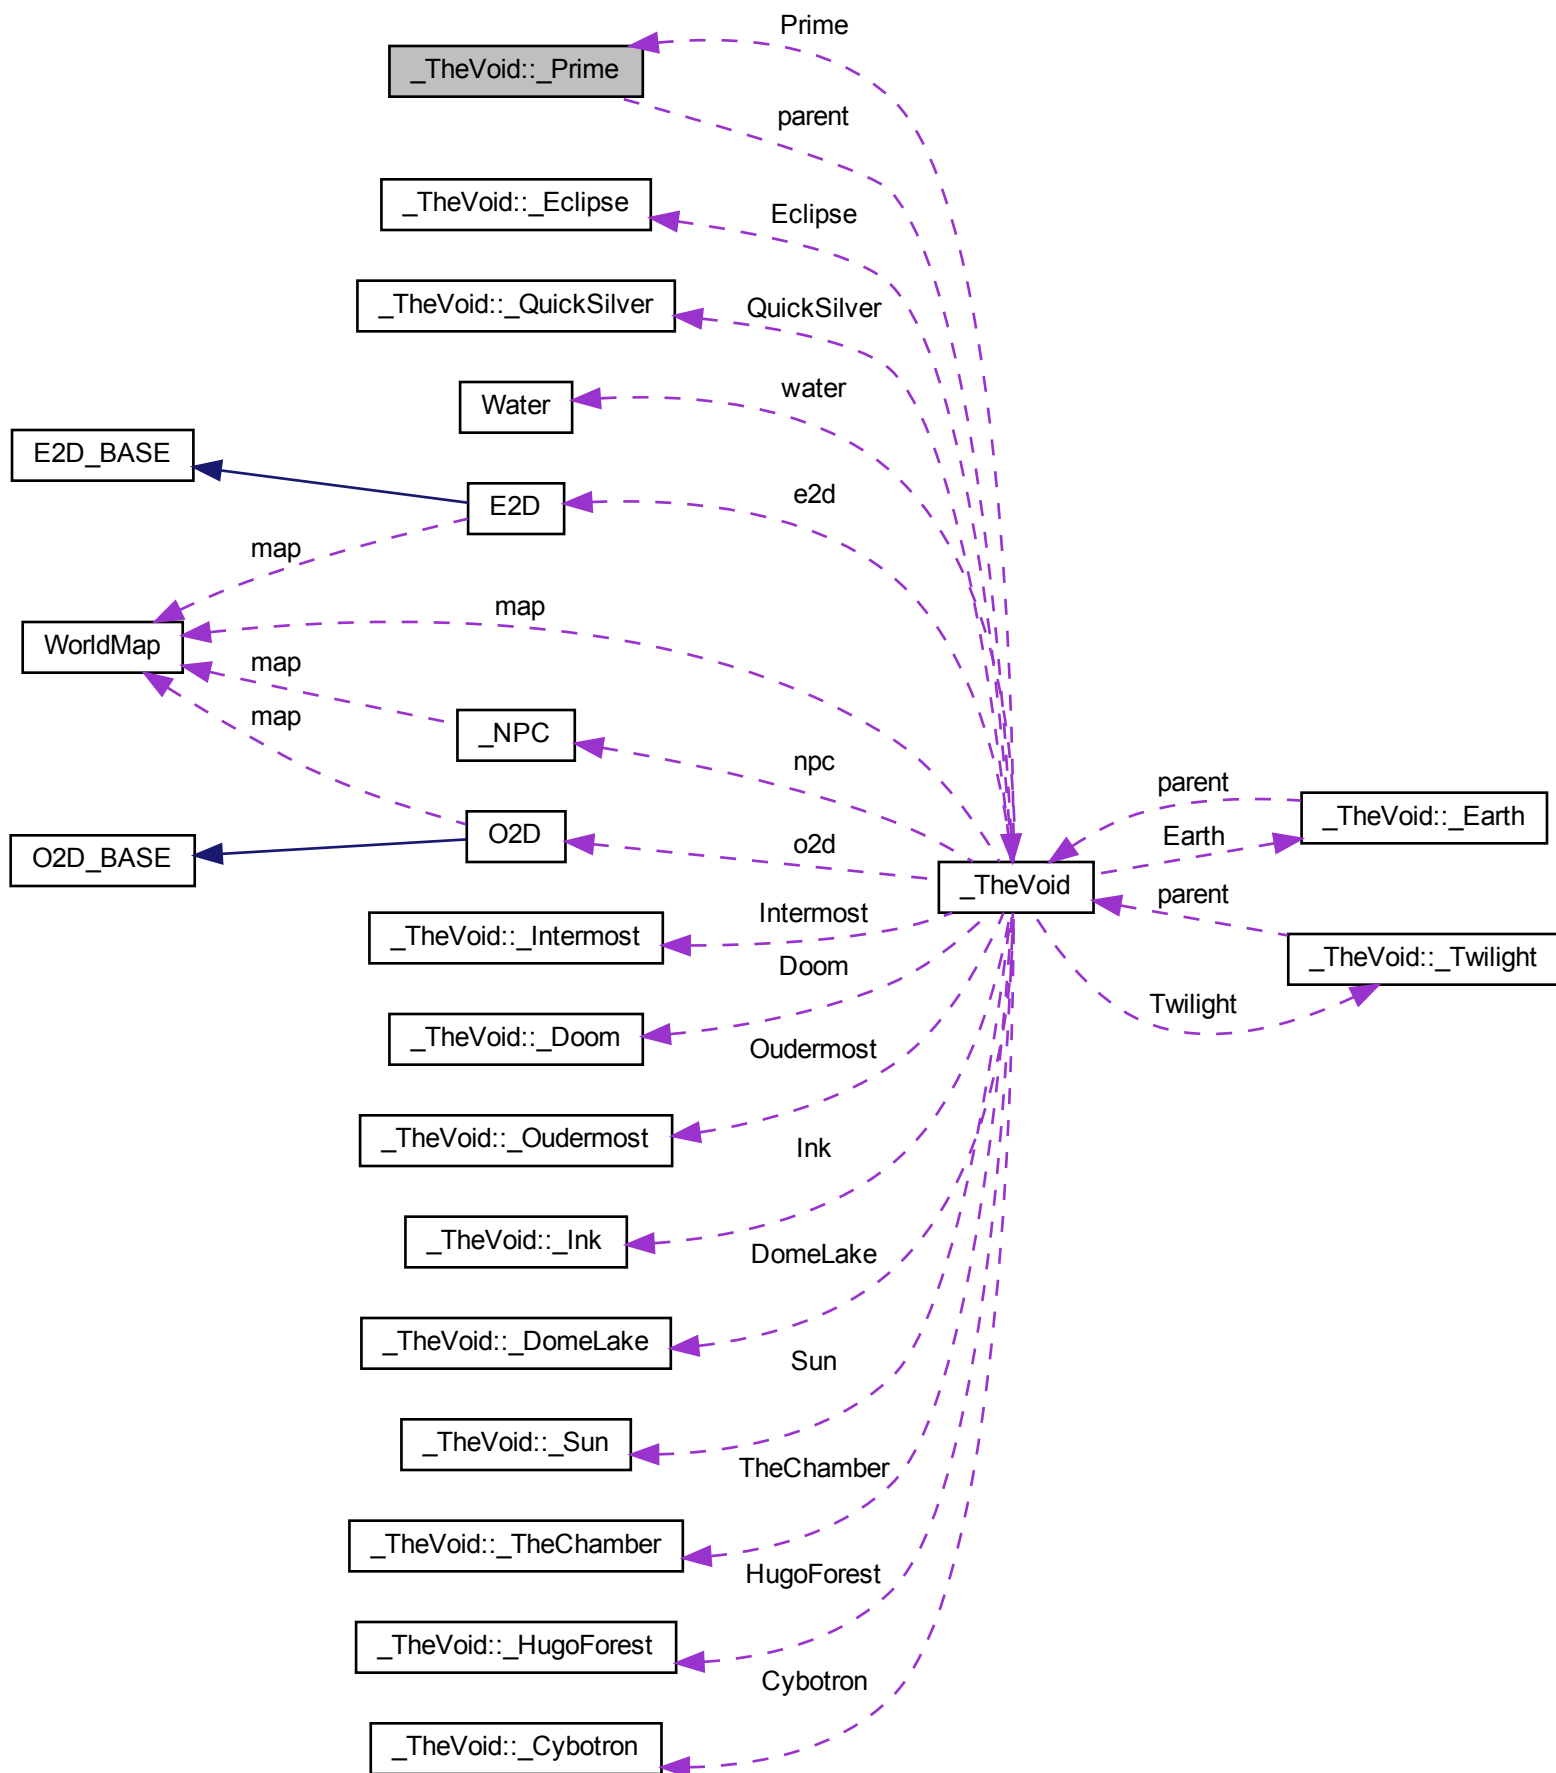 Prime
_TheVoid::_Prime
parent
_TheVoid::_Eclipse
Eclipse
_TheVoid::_QuickSilver
QuickSilver
Water
water
E2D_BASE
E2D
e2d
map
WorldMap
map
map
map
_NPC
npc
O2D_BASE
O2D
o2d
_TheVoid
parent
Earth
_TheVoid::_Earth
parent
_TheVoid::_Twilight
Twilight
_TheVoid::_Intermost
Intermost
Doom
_TheVoid::_Doom
Oudermost
_TheVoid::_Oudermost
Ink
_TheVoid::_Ink
DomeLake
_TheVoid::_DomeLake
Sun
_TheVoid::_Sun
TheChamber
_TheVoid::_TheChamber
HugoForest
_TheVoid::_HugoForest
Cybotron
_TheVoid::_Cybotron